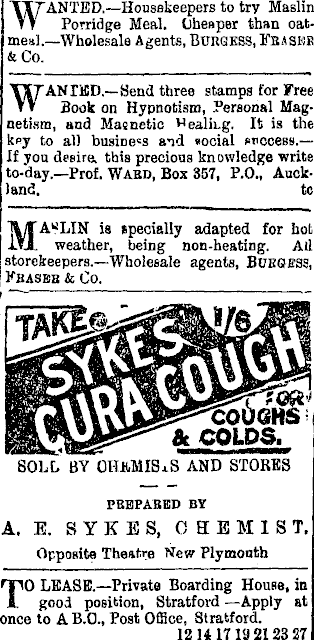 WANTED.—Housekeepers to try Maslin
Porridge Meal. Cheaper than oat-
meal.—Wholesale Agents, BURGESS, FRASER
& Co.
WANTED.—Send three stamps for Free
Book on Hypnotism, Personal Mag-
netism, and Magnetic Healing. It is the
key to all business and social success.—
If you desire this precious knowledge write
to-day.—Prof. WARD, Box 357, P.O., Auck-
land. tc
MASLIN is specially adapted for hot
weather, being non-heating. All
storekeepers.—Wholesale agents, BURGESS,
FRASER & Co.
TAKE 1/6
SYKES
CURA COUGH
FOR
COUGHS
& COLDS.
SOLD BY CHEMISTS AND STORES
PREPARED BY
A. E. SYKES, CHEMIST.
Opposite Theatre New Plymouth
TO LEASE.—Private Boarding House, in
good position, Stratford—Apply at
once to A B.C., Post Office, Stratford.
12 14 17 19 21 23 27